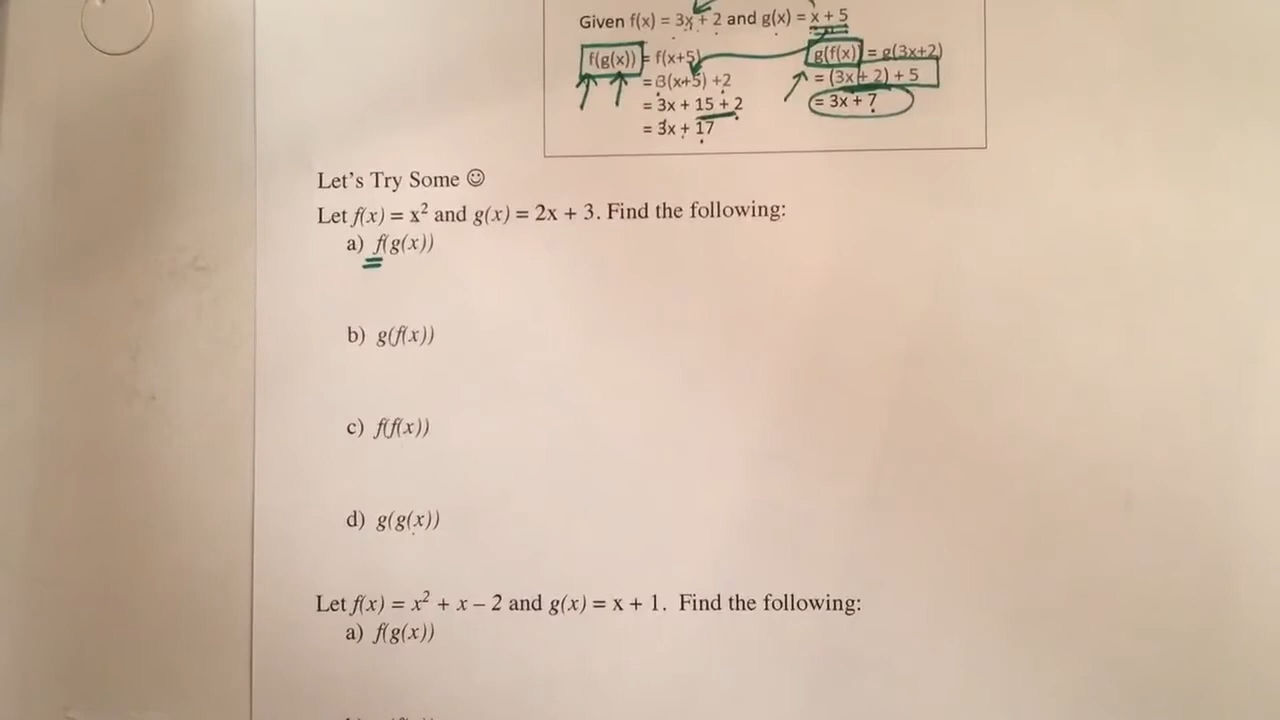 Given f(x) = 3x + 2 and g(x) = x + 5
f(g(x)) = f(x+5)
= 3(x+5) +2
= 3x + 15 + 2
= 3x + 17
g(f(x) = g(3x+2)
= (3x + 2) + 5
= 3x + 7
Let's Try Some ☺
Let f(x) = x² and g(x) = 2x + 3. Find the following:
a) f(g(x))
b) g(f(x))
c) f(f(x))
d) g(g(x))
Let f(x) = x² + x – 2 and g(x) = x + 1. Find the following:
a) f(g(x))